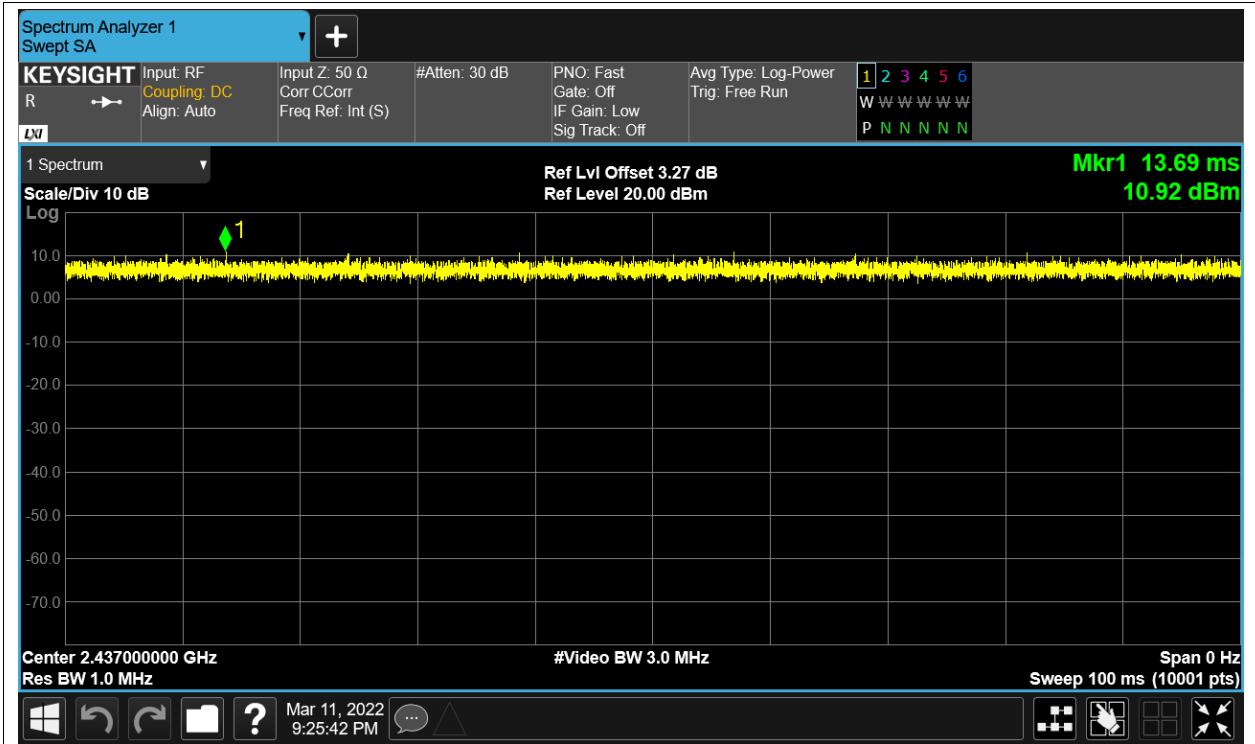 Spectrum Analyzer 1
Swept SA
+
KEYSIGHT
R
LXI
Input: RF
Coupling: DC
Align: Auto
Input Z: 50 Ω
Corr CCorr
Freq Ref: Int (S)
#Atten: 30 dB
PNO: Fast
Gate: Off
IF Gain: Low
Sig Track: Off
Avg Type: Log-Power
Trig: Free Run
1 2 3 4 5 6
W W W W W W
P N N N N N
1 Spectrum
Scale/Div 10 dB
Ref Lvl Offset 3.27 dB
Ref Level 20.00 dBm
Mkr1 13.69 ms
10.92 dBm
Log
1
10.0
0.00
-10.0
-20.0
-30.0
-40.0
-50.0
-60.0
-70.0
Center 2.437000000 GHz
Res BW 1.0 MHz
#Video BW 3.0 MHz
Span 0 Hz
Sweep 100 ms (10001 pts)
?
Mar 11, 2022
9:25:42 PM